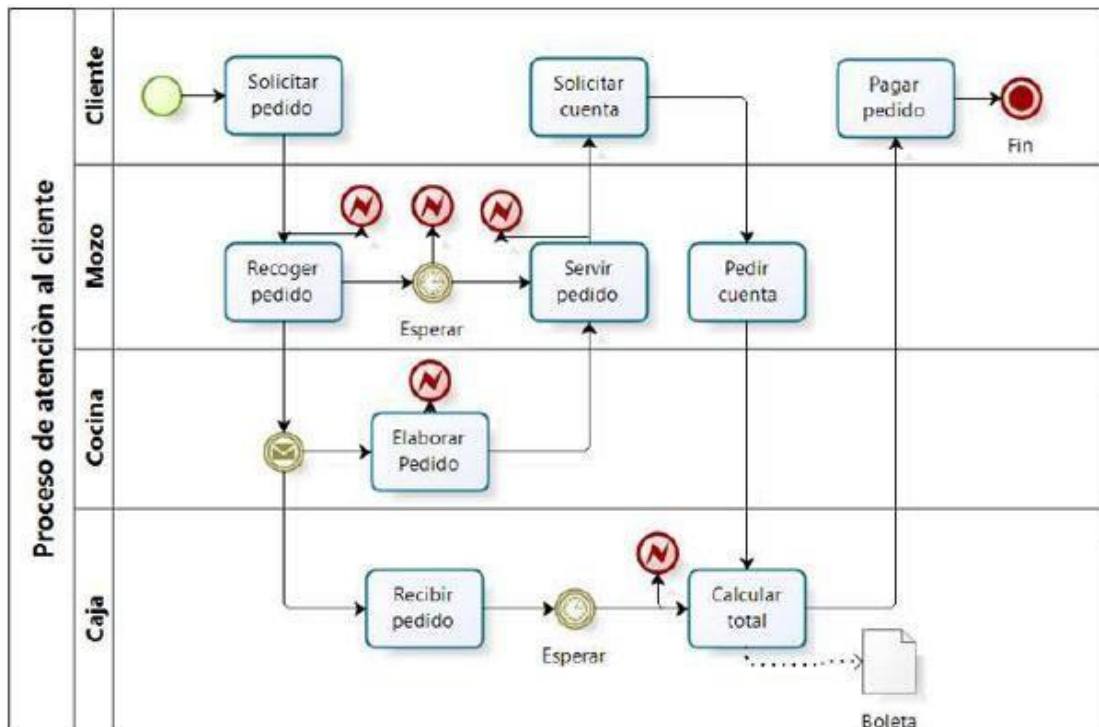 Proceso de atenciòn al cliente
Cliente
Solicitar
pedido
Solicitar
cuenta
Pagar
pedido
Fin
Mozo
Recoger
pedido
Esperar
Servir
pedido
Pedir
cuenta
Cocina
Elaborar
Pedido
Caja
Recibir
pedido
Esperar
Calcular
total
Boleta